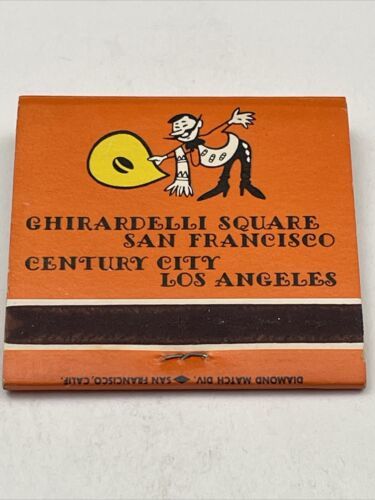 GHIRARDELLI SQUARE
SAN FRANCISCO
CENTURY CITY
LOS ANGELES
DIAMOND MATCH DIV. SAN FRANCISCO, CALIF.